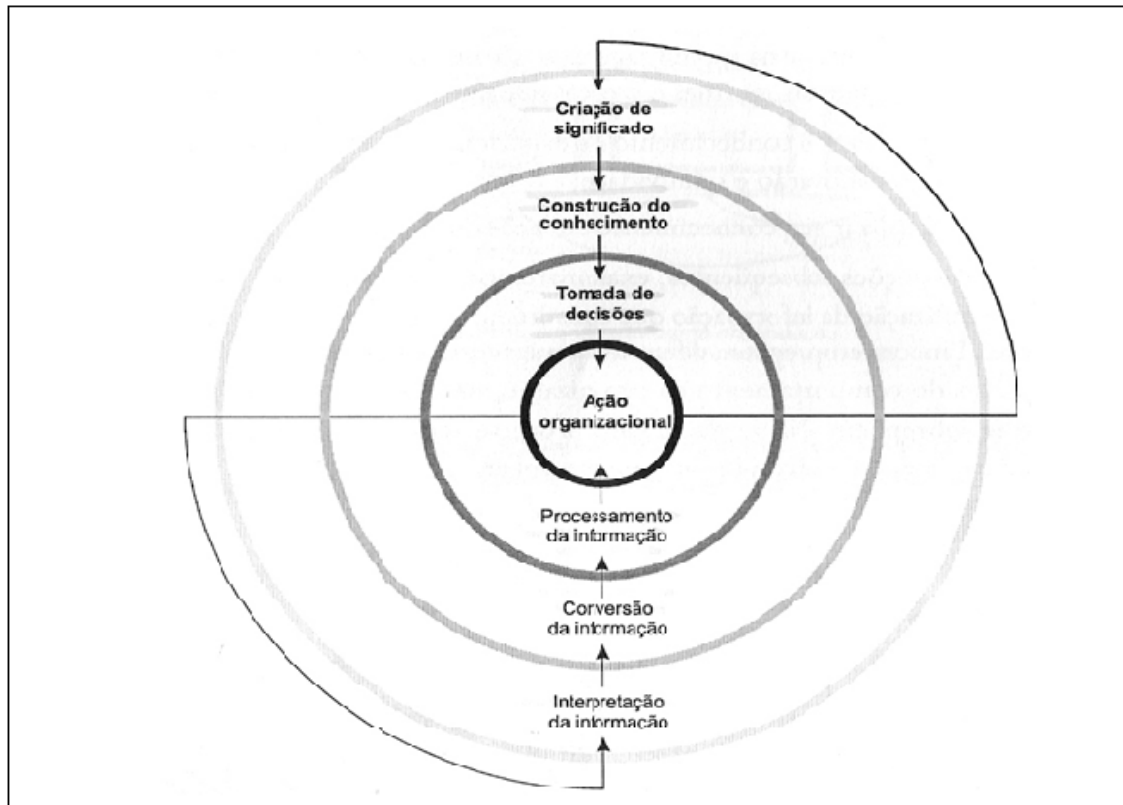 Criação de
significado
Construção do
conhecimento
Tomada de
decisões
Ação
organizacional
Processamento
da informação
Conversão
da informação
Interpretação
da informação